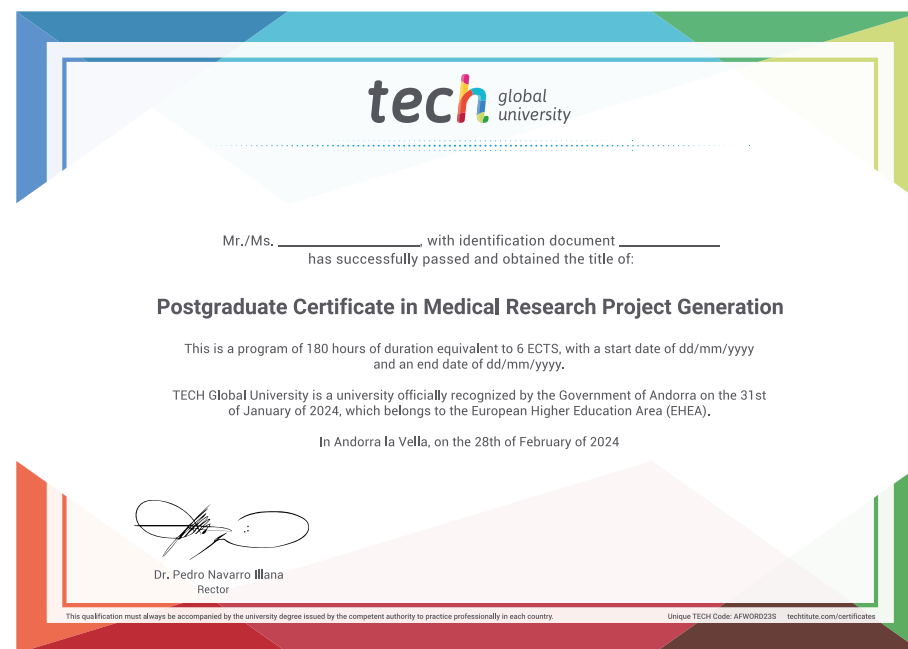 tech global university
Mr./Ms. ____________________, with identification document ______________
has successfully passed and obtained the title of:
Postgraduate Certificate in Medical Research Project Generation
This is a program of 180 hours of duration equivalent to 6 ECTS, with a start date of dd/mm/yyyy
and an end date of dd/mm/yyyy.
TECH Global University is a university officially recognized by the Government of Andorra on the 31st
of January of 2024, which belongs to the European Higher Education Area (EHEA).
In Andorra la Vella, on the 28th of February of 2024
Dr. Pedro Navarro Illana
Rector
This qualification must always be accompanied by the university degree issued by the competent authority to practice professionally in each country.
Unique TECH Code: AFWORD23S techtitute.com/certificates